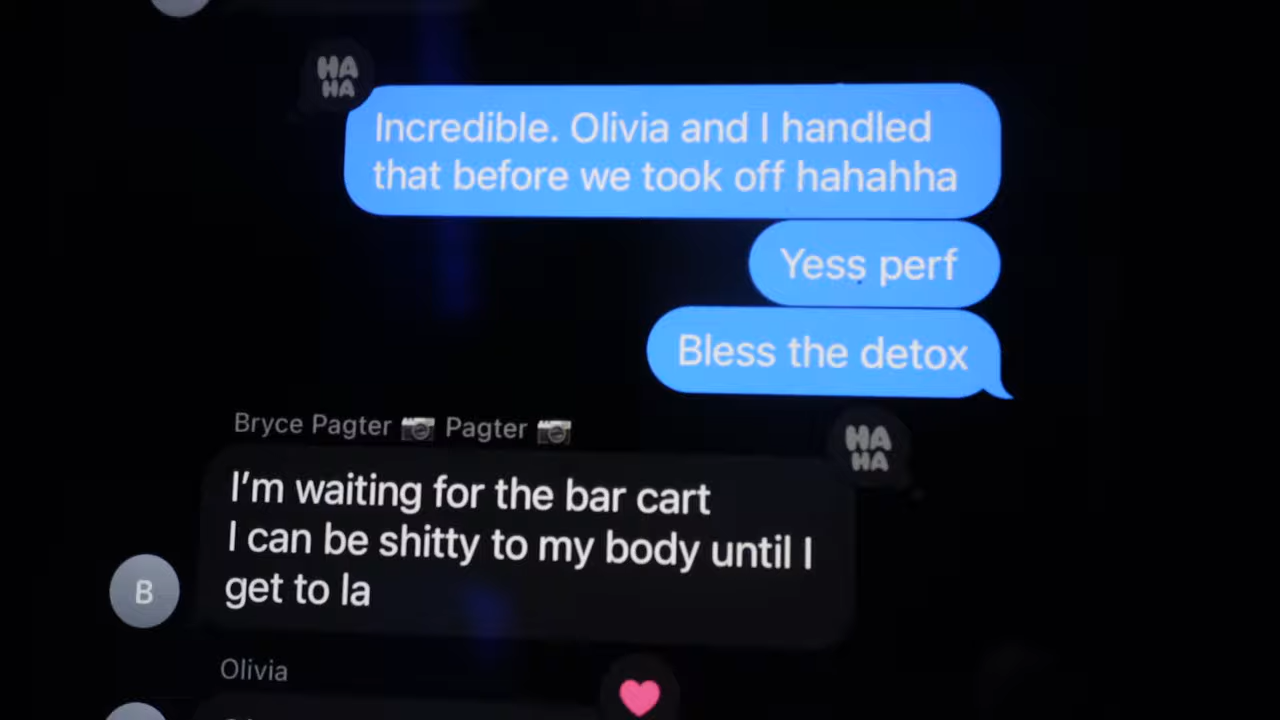 HA
HA
Incredible. Olivia and I handled
that before we took off hahahha
Yess perf
Bless the detox
Bryce Pagter 📷 Pagter 📷
HA
HA
I'm waiting for the bar cart
I can be shitty to my body until I
get to la
B
Olivia